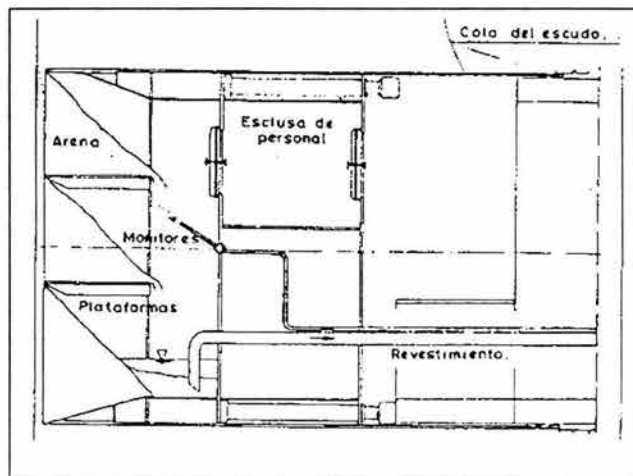 Cola del escudo.
Arena
Esclusa de
personal
Monitores
Plataformas
Revestimiento.